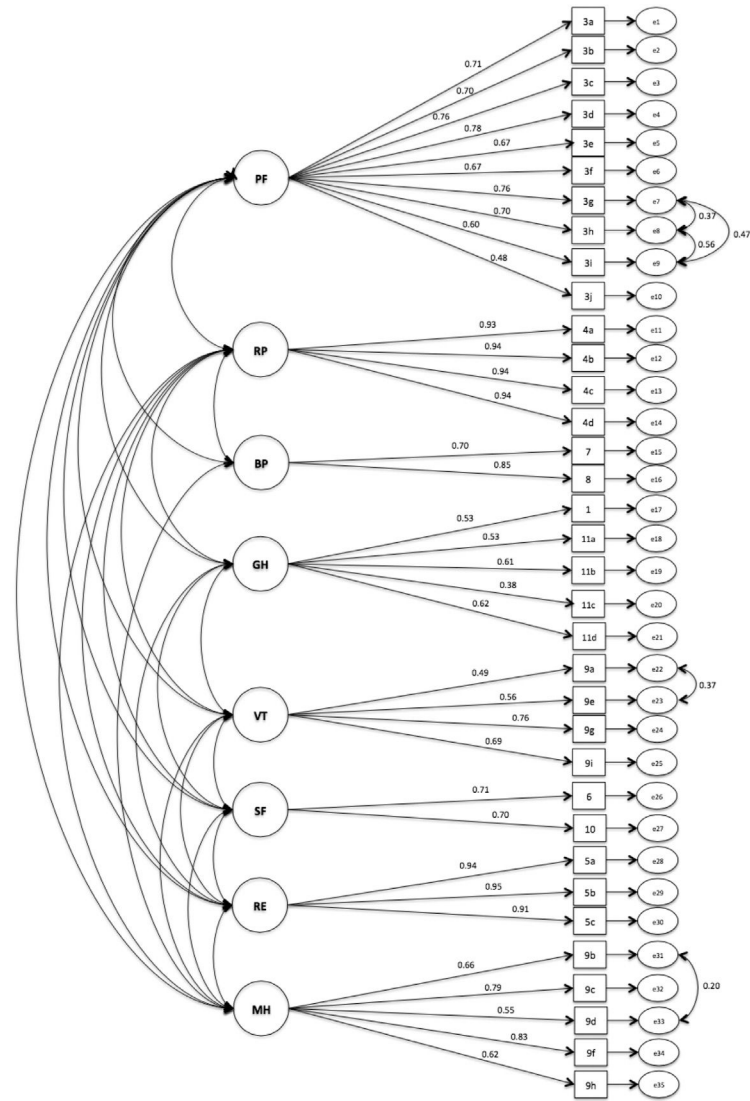 3a e1
0.71
3b e2
0.70
3c e3
0.76
3d e4
0.78
3e e5
0.67
PF
3f e6
0.67
3g e7
0.76
0.37
3h e8
0.70
0.47
0.56
3i e9
0.60
0.48
3j e10
4a e11
0.93
RP
4b e12
0.94
4c e13
0.94
4d e14
0.94
7 e15
0.70
BP
8 e16
0.85
1 e17
0.53
11a e18
0.53
GH
11b e19
0.61
11c e20
0.38
11d e21
0.62
9a e22
0.49
0.37
9e e23
0.56
VT
9g e24
0.76
9i e25
0.69
6 e26
0.71
SF
10 e27
0.70
5a e28
0.94
5b e29
0.95
RE
5c e30
0.91
9b e31
0.66
9c e32
0.79
0.20
MH
9d e33
0.55
9f e34
0.83
9h e35
0.62